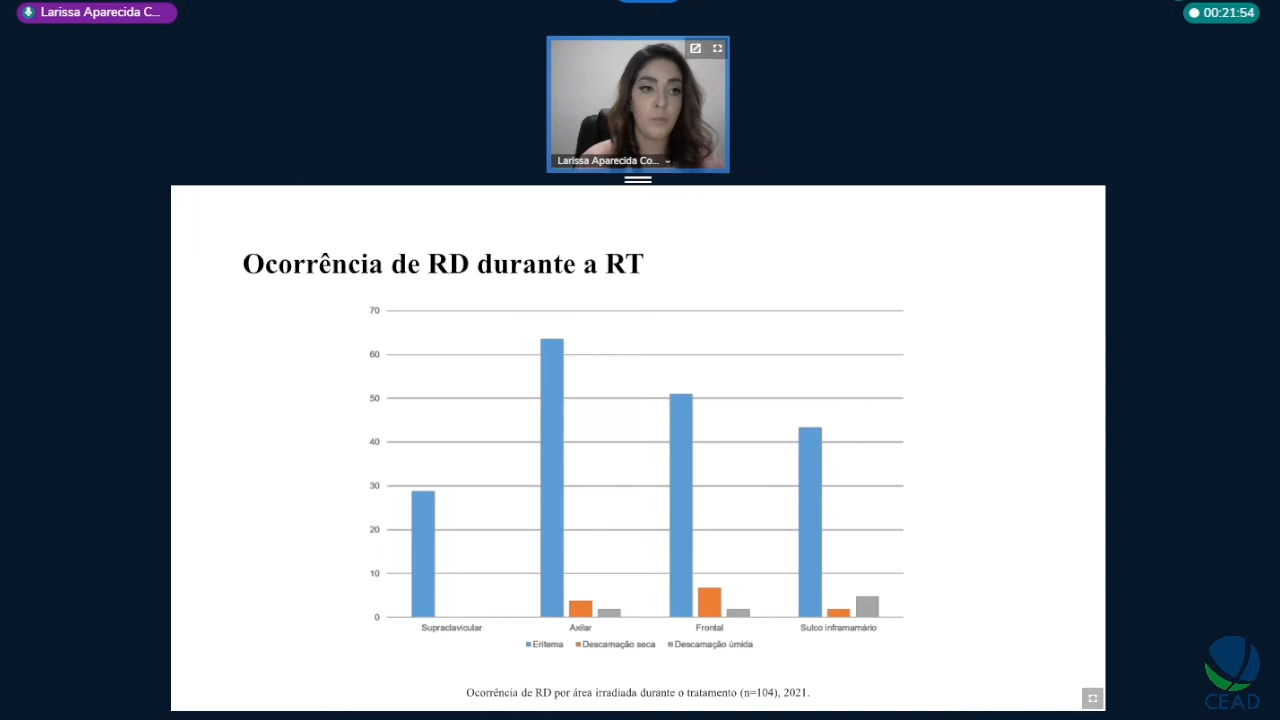 Larissa Aparecida C...
00:21:54
Larissa Aparecida Co...
Ocorrência de RD durante a RT
70
60
50
40
30
20
10
0
Supraclavicular Axilar Frontal Sulco inframamário
Eritema Descamação seca Descamação úmida
Ocorrência de RD por área irradiada durante o tratamento (n=104), 2021.
CEAD